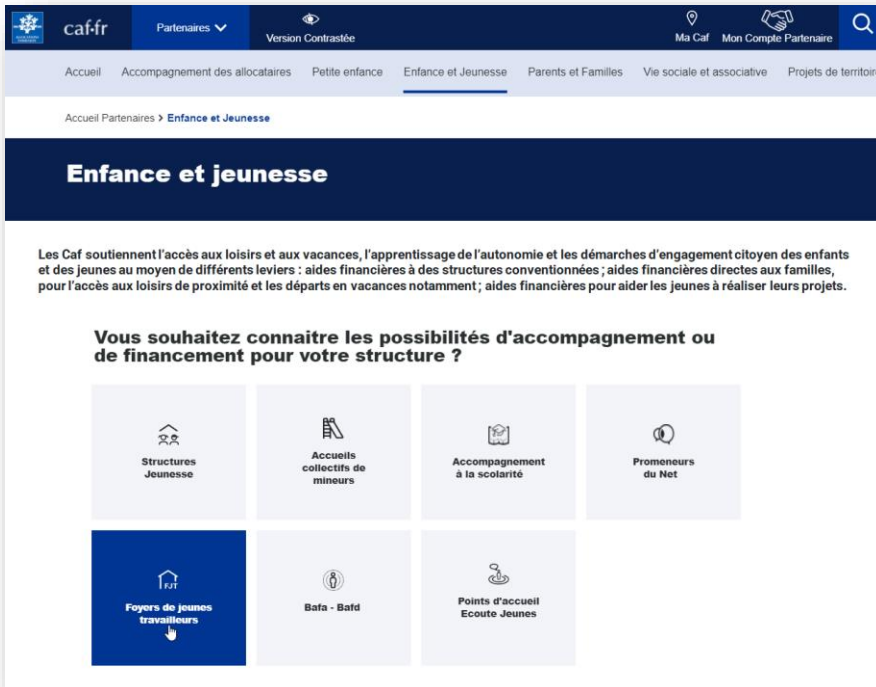 caf·fr
Partenaires
Version Contrastée
Ma Caf
Mon Compte Partenaire
Accueil Accompagnement des allocataires Petite enfance Enfance et Jeunesse Parents et Familles Vie sociale et associative Projets de territoir
Accueil Partenaires > Enfance et Jeunesse
Enfance et jeunesse
Les Caf soutiennent l'accès aux loisirs et aux vacances, l'apprentissage de l'autonomie et les démarches d'engagement citoyen des enfants
et des jeunes au moyen de différents leviers : aides financières à des structures conventionnées ; aides financières directes aux familles,
pour l'accès aux loisirs de proximité et les départs en vacances notamment ; aides financières pour aider les jeunes à réaliser leurs projets.
Vous souhaitez connaitre les possibilités d'accompagnement ou
de financement pour votre structure ?
Structures
Jeunesse
Accueils
collectifs de
mineurs
Accompagnement
à la scolarité
Promeneurs
du Net
FJT
Foyers de jeunes
travailleurs
Bafa - Bafd
Points d'accueil
Ecoute Jeunes